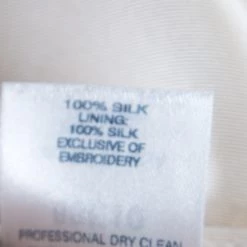 100% SILK
LINING:
100% SILK
EXCLUSIVE OF
EMBROIDERY
PROFESSIONAL DRY CLEAN